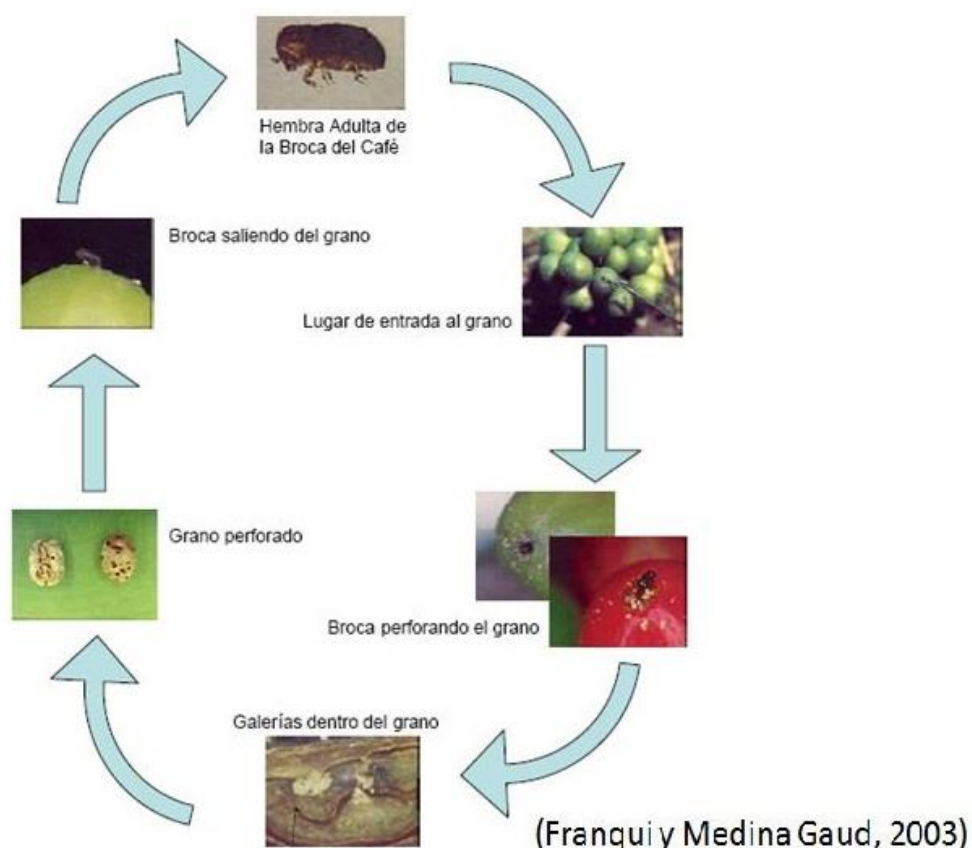 Hembra Adulta de
la Broca del Café
Broca saliendo del grano
Lugar de entrada al grano
Grano perforado
Broca perforando el grano
Galerías dentro del grano
(Franqui y Medina Gaud, 2003)